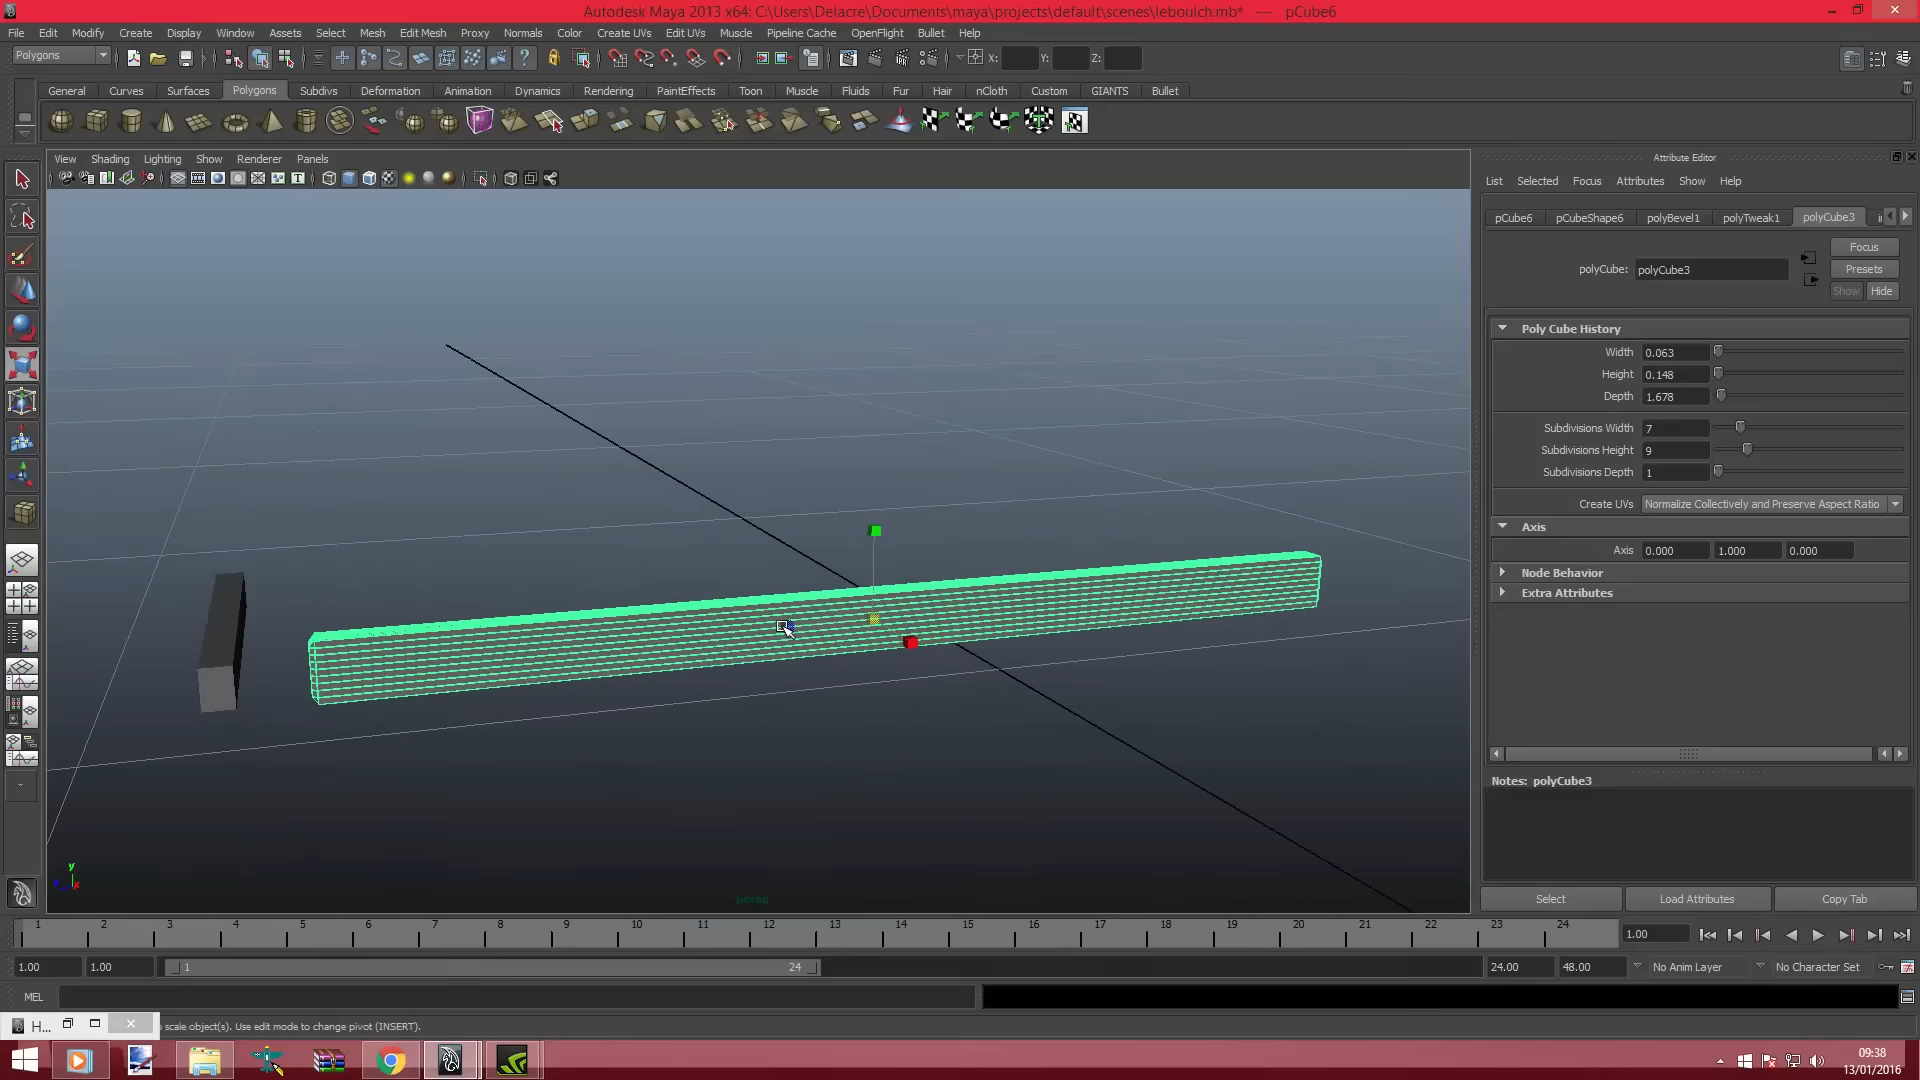 Autodesk Maya 2013 x64: C:\Users\Delacre\Documents\maya\projects\default\scenes\leboulch.mb* --- pCube6
File Edit Modify Create Display Window Assets Select Mesh Edit Mesh Proxy Normals Color Create UVs Edit UVs Muscle Pipeline Cache OpenFlight Bullet Help
Polygons X: Y: Z:
General Curves Surfaces Polygons Subdivs Deformation Animation Dynamics Rendering PaintEffects Toon Muscle Fluids Fur Hair nCloth Custom GIANTS Bullet
View Shading Lighting Show Renderer Panels
Attribute Editor
List Selected Focus Attributes Show Help
pCube6 pCubeShape6 polyBevel1 polyTweak1 polyCube3
Focus
polyCube: polyCube3 Presets
Show Hide
Poly Cube History
Width 0.063
Height 0.148
Depth 1.678
Subdivisions Width 7
Subdivisions Height 9
Subdivisions Depth 1
Create UVs Normalize Collectively and Preserve Aspect Ratio
Axis
Axis 0.000 1.000 0.000
Node Behavior
Extra Attributes
Notes: polyCube3
y
x
Select Load Attributes Copy Tab
1 2 3 4 5 6 7 8 9 10 11 12 13 14 15 16 17 18 19 20 21 22 23 24 1.00
1.00 1.00 1 24 24.00 48.00 No Anim Layer No Character Set
MEL
H... scale object(s). Use edit mode to change pivot (INSERT).
09:38
13/01/2016